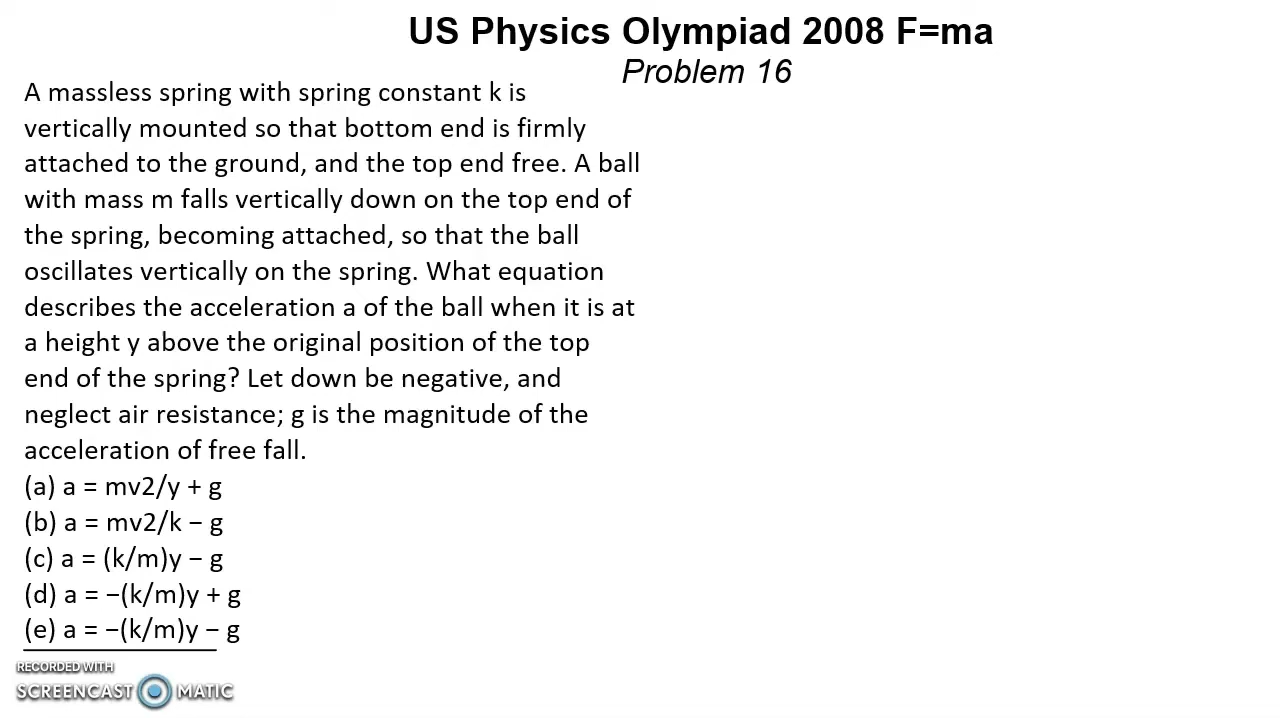 US Physics Olympiad 2008 F=ma
Problem 16
A massless spring with spring constant k is
vertically mounted so that bottom end is firmly
attached to the ground, and the top end free. A ball
with mass m falls vertically down on the top end of
the spring, becoming attached, so that the ball
oscillates vertically on the spring. What equation
describes the acceleration a of the ball when it is at
a height y above the original position of the top
end of the spring? Let down be negative, and
neglect air resistance; g is the magnitude of the
acceleration of free fall.
(a) a = mv2/y + g
(b) a = mv2/k − g
(c) a = (k/m)y − g
(d) a = −(k/m)y + g
(e) a = −(k/m)y − g
RECORDED WITH
SCREENCAST MATIC